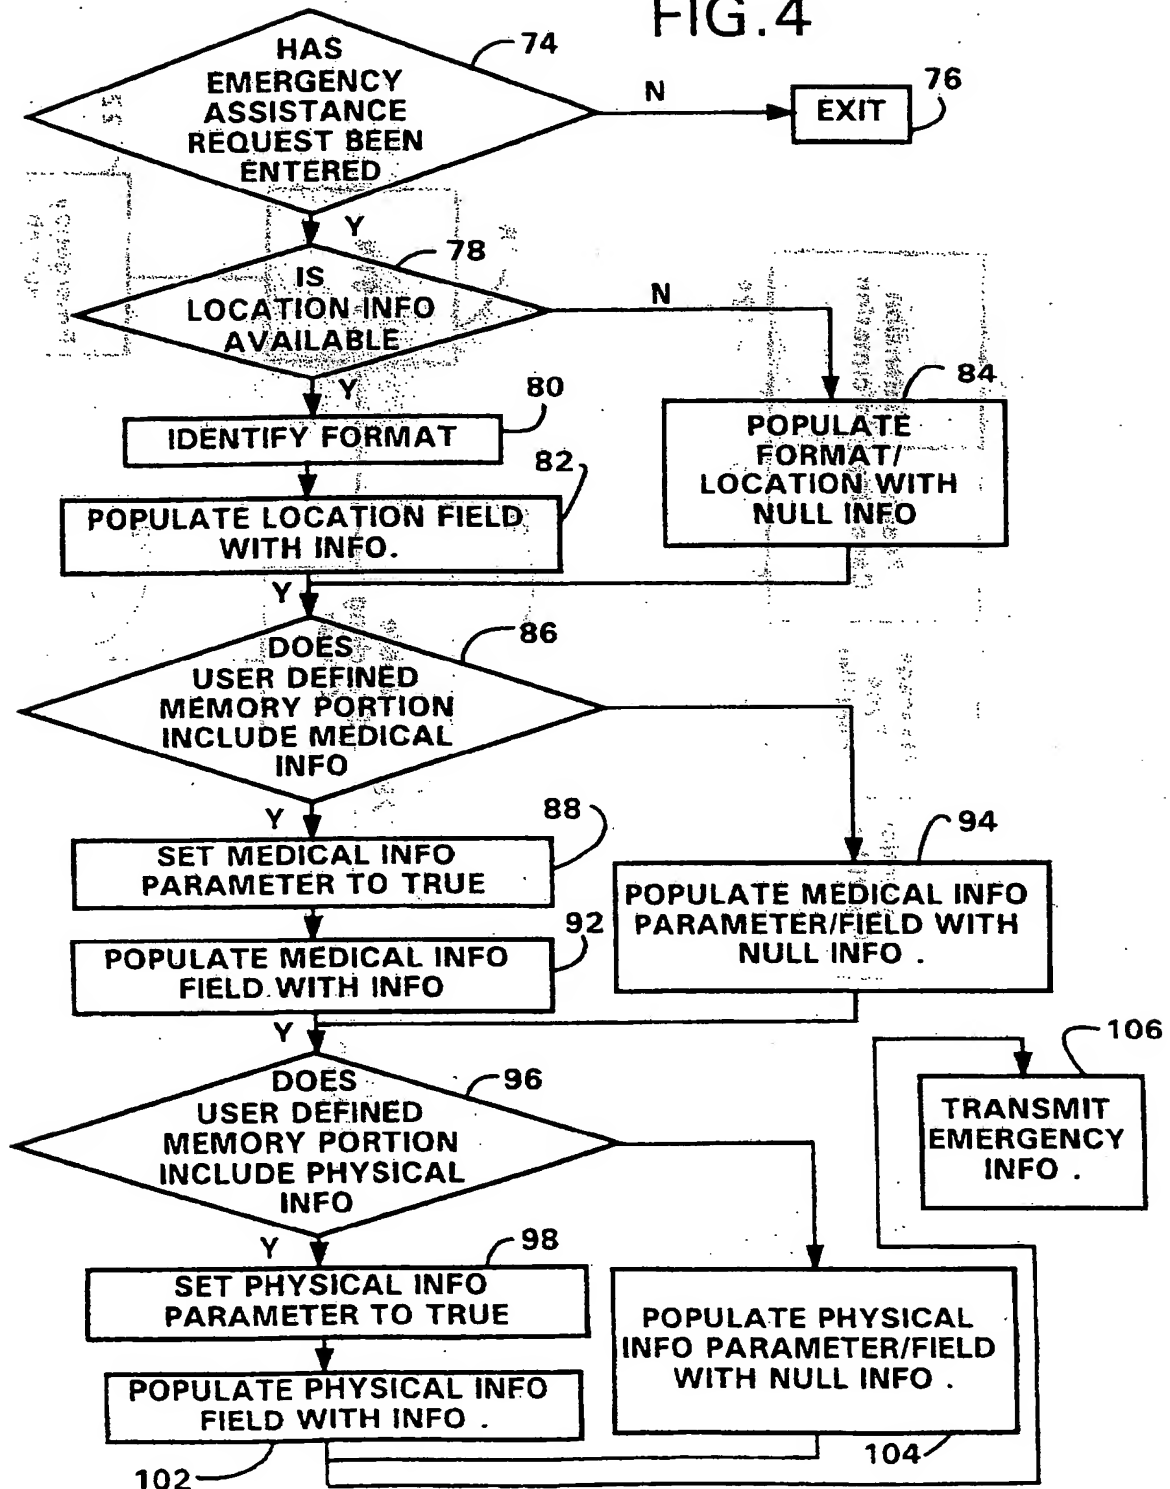 FIG.4
HAS
EMERGENCY
ASSISTANCE
REQUEST BEEN
ENTERED
74
N
EXIT
76
Y
78
IS
LOCATION INFO
AVAILABLE
N
Y
80
IDENTIFY FORMAT
84
POPULATE
FORMAT/
LOCATION WITH
NULL INFO
82
POPULATE LOCATION FIELD
WITH INFO.
Y
86
DOES
USER DEFINED
MEMORY PORTION
INCLUDE MEDICAL
INFO
Y
88
SET MEDICAL INFO
PARAMETER TO TRUE
94
POPULATE MEDICAL INFO
PARAMETER/FIELD WITH
NULL INFO .
92
POPULATE MEDICAL INFO
FIELD WITH INFO
Y
106
TRANSMIT
EMERGENCY
INFO .
96
DOES
USER DEFINED
MEMORY PORTION
INCLUDE PHYSICAL
INFO
Y
98
SET PHYSICAL INFO
PARAMETER TO TRUE
POPULATE PHYSICAL
INFO PARAMETER/FIELD
WITH NULL INFO .
104
POPULATE PHYSICAL INFO
FIELD WITH INFO .
102